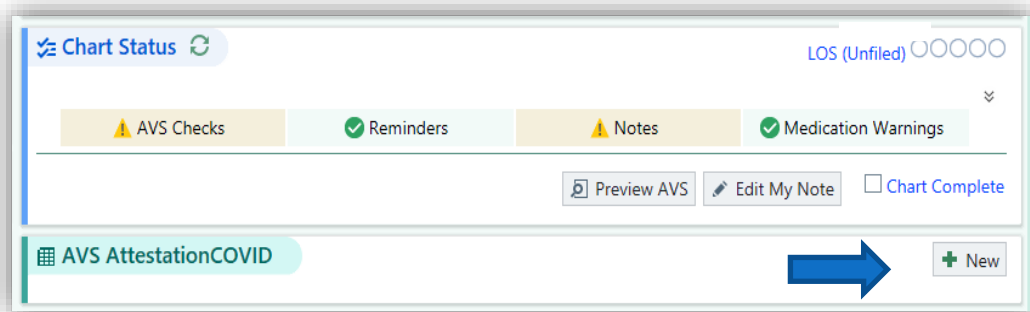 Chart Status
LOS (Unfiled)
AVS Checks Reminders Notes Medication Warnings
Preview AVS Edit My Note Chart Complete
AVS AttestationCOVID
New